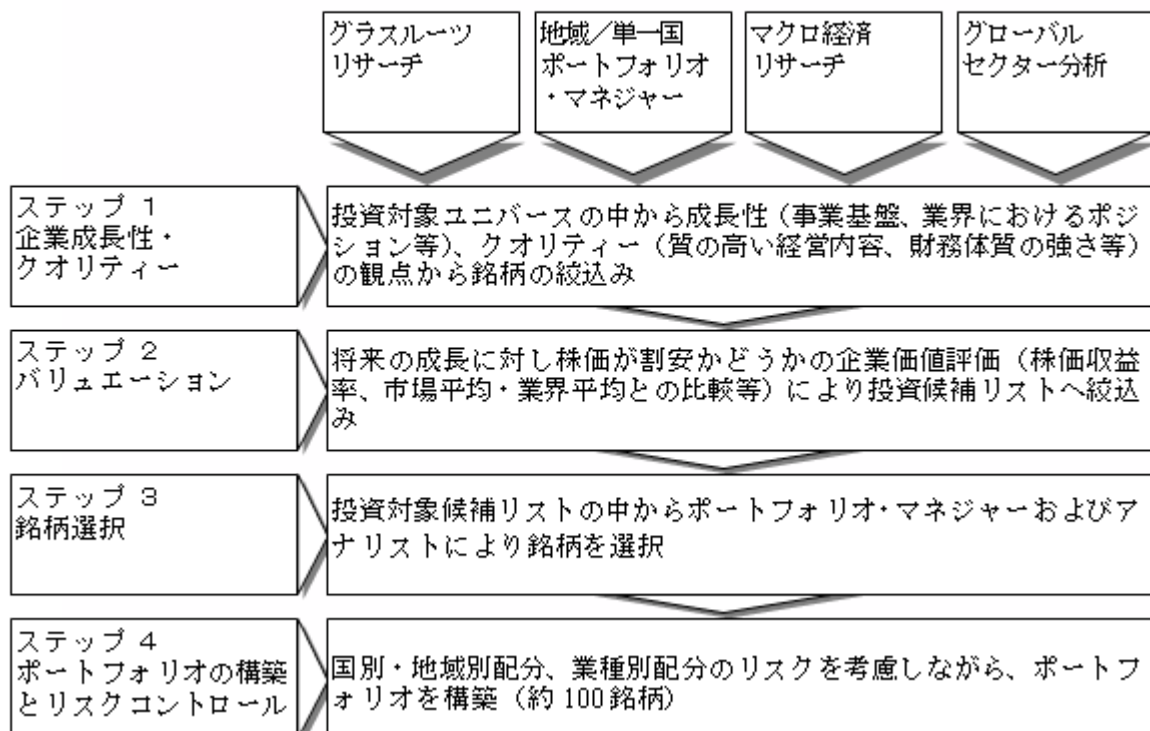 グラスルーツ
リサーチ
地域／単一国
ポートフォリオ
・マネジャー
マクロ経済
リサーチ
グローバル
セクター分析
ステップ １
企業成長性・
クオリティー
投資対象ユニバースの中から成長性（事業基盤、業界におけるポジ
ション等）、クオリティー（質の高い経営内容、財務体質の強さ等）
の観点から銘柄の絞込み
ステップ ２
バリュエーション
将来の成長に対し株価が割安かどうかの企業価値評価（株価収益
率、市場平均・業界平均との比較等）により投資候補リストへ絞込
み
ステップ ３
銘柄選択
投資対象候補リストの中からポートフォリオ・マネジャーおよびア
ナリストにより銘柄を選択
ステップ ４
ポートフォリオの構築
とリスクコントロール
国別・地域別配分、業種別配分のリスクを考慮しながら、ポートフ
ォリオを構築（約 100 銘柄）